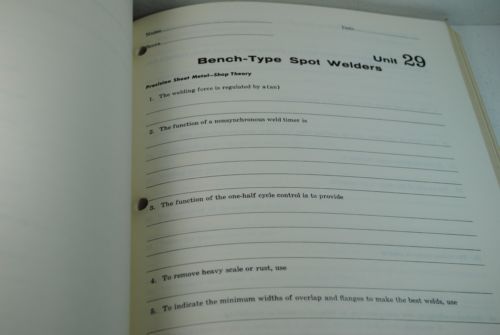 Name
Date
Score
Unit 29
Bench-Type Spot Welders
Precision Sheet Metal—Shop Theory
1. The welding force is regulated by a(an)
2. The function of a nonsynchronous weld timer is
3. The function of the one-half cycle control is to provide
4. To remove heavy scale or rust, use
5. To indicate the minimum widths of overlap and flanges to make the best welds, use